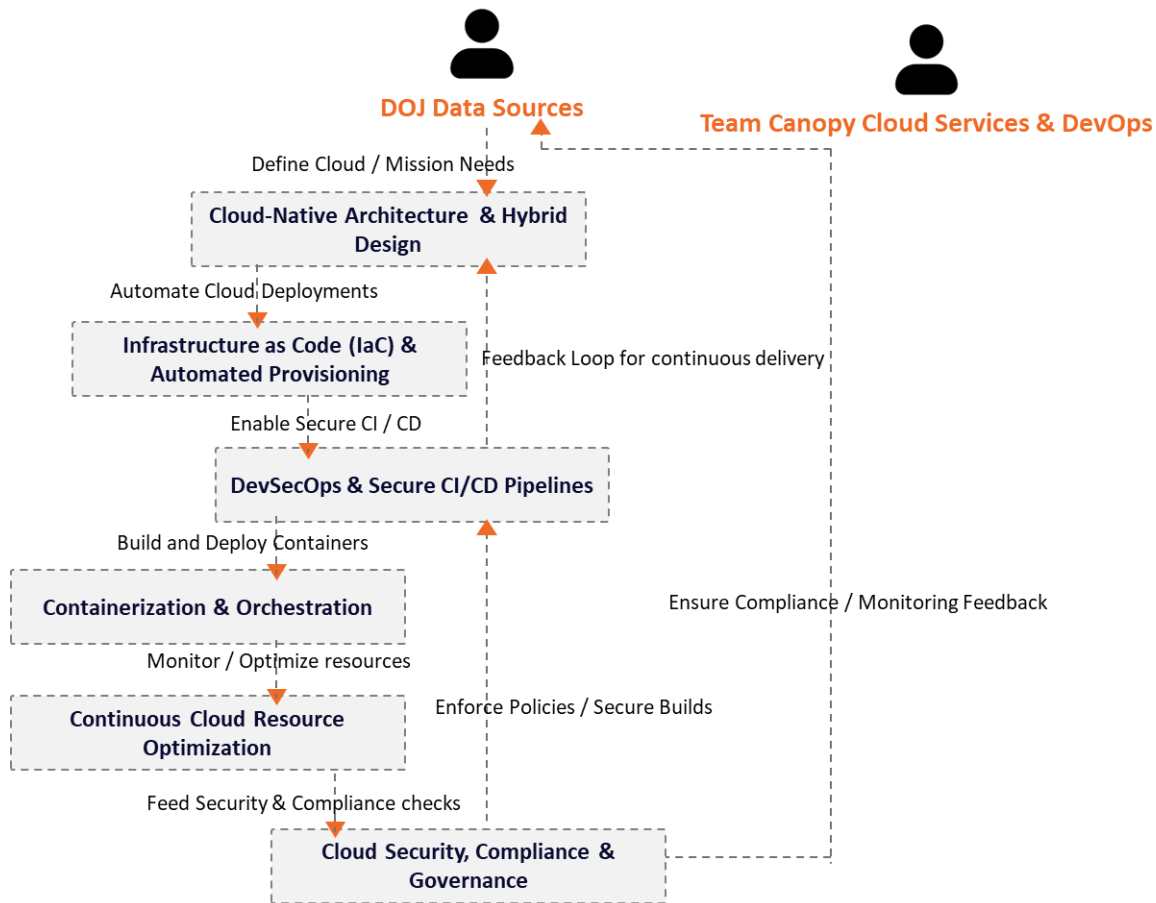 DOJ Data Sources
Team Canopy Cloud Services & DevOps
Define Cloud / Mission Needs
Cloud-Native Architecture & Hybrid
Design
Automate Cloud Deployments
Infrastructure as Code (IaC) &
Automated Provisioning
Feedback Loop for continuous delivery
Enable Secure CI / CD
DevSecOps & Secure CI/CD Pipelines
Build and Deploy Containers
Containerization & Orchestration
Ensure Compliance / Monitoring Feedback
Monitor / Optimize resources
Continuous Cloud Resource
Optimization
Enforce Policies / Secure Builds
Feed Security & Compliance checks
Cloud Security, Compliance &
Governance